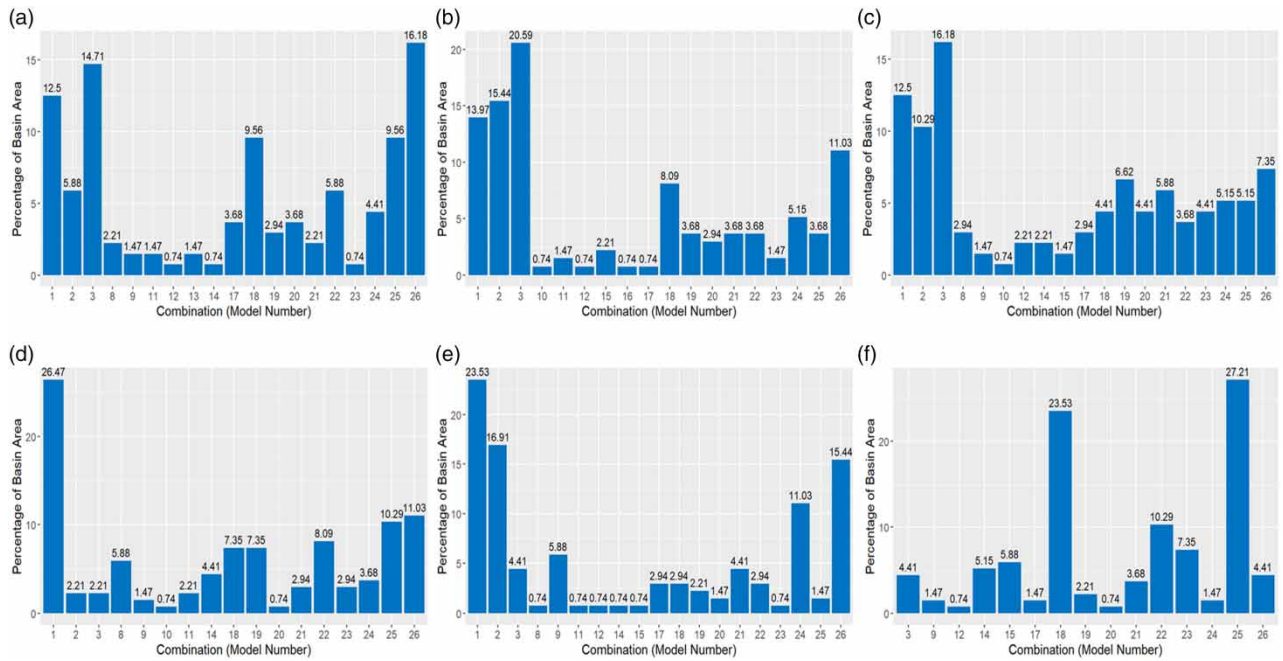 (a)
Percentage of Basin Area
15
10
5
0
12.5 5.88 14.71 2.21 1.47 1.47 0.74 1.47 0.74 3.68 9.56 2.94 3.68 2.21 5.88 0.74 4.41 9.56 16.18
1 2 3 8 9 11 12 13 14 17 18 19 20 21 22 23 24 25 26
Combination (Model Number)
(b)
Percentage of Basin Area
20
15
10
5
0
13.97 15.44 20.59 0.74 1.47 0.74 2.21 0.74 0.74 8.09 3.68 2.94 3.68 3.68 1.47 5.15 3.68 11.03
1 2 3 10 11 12 15 16 17 18 19 20 21 22 23 24 25 26
Combination (Model Number)
(c)
Percentage of Basin Area
15
10
5
0
12.5 10.29 16.18 2.94 1.47 0.74 2.21 2.21 1.47 2.94 4.41 6.62 4.41 5.88 3.68 4.41 5.15 5.15 7.35
1 2 3 8 9 10 12 14 15 17 18 19 20 21 22 23 24 25 26
Combination (Model Number)
(d)
Percentage of Basin Area
20
10
0
26.47 2.21 2.21 5.88 1.47 0.74 2.21 4.41 7.35 7.35 0.74 2.94 8.09 2.94 3.68 10.29 11.03
1 2 3 8 9 10 11 14 18 19 20 21 22 23 24 25 26
Combination (Model Number)
(e)
Percentage of Basin Area
20
15
10
5
0
23.53 16.91 4.41 0.74 5.88 0.74 0.74 0.74 0.74 2.94 2.94 2.21 1.47 4.41 2.94 0.74 11.03 1.47 15.44
1 2 3 8 9 11 12 14 15 17 18 19 20 21 22 23 24 25 26
Combination (Model Number)
(f)
Percentage of Basin Area
20
10
0
4.41 1.47 0.74 5.15 5.88 1.47 23.53 2.21 0.74 3.68 10.29 7.35 1.47 27.21 4.41
3 9 12 14 15 17 18 19 20 21 22 23 24 25 26
Combination (Model Number)